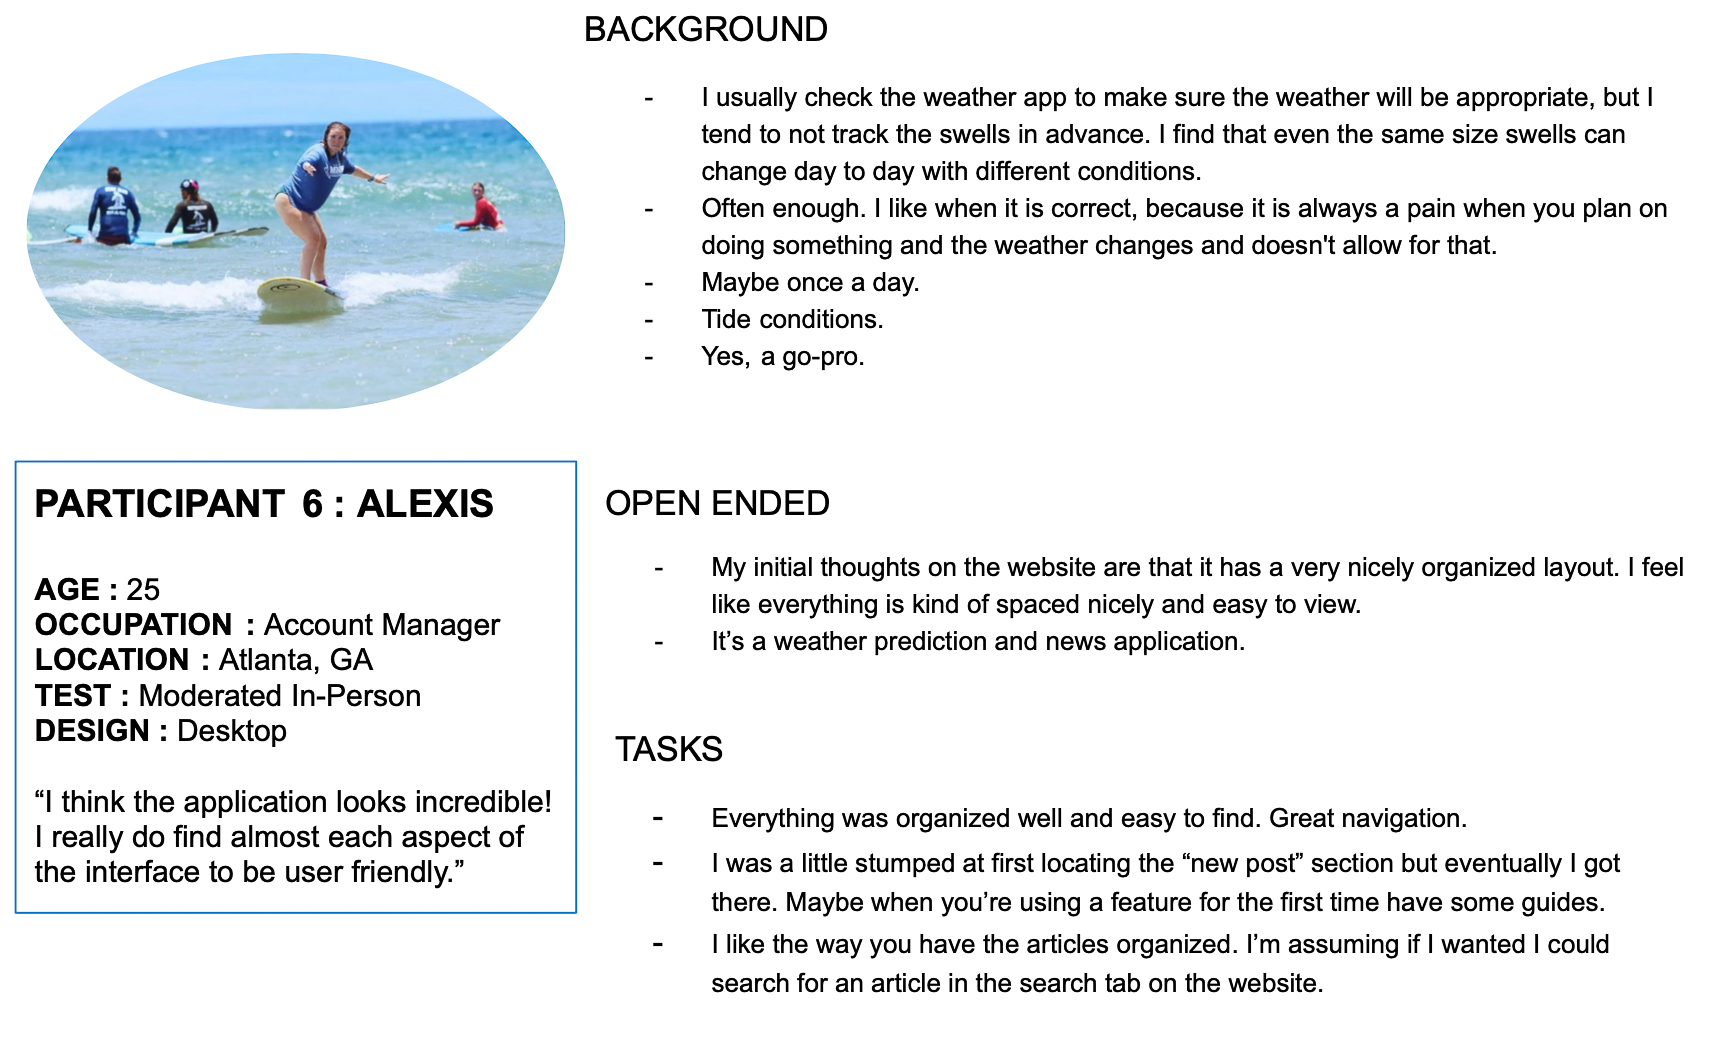 BACKGROUND
- I usually check the weather app to make sure the weather will be appropriate, but I
tend to not track the swells in advance. I find that even the same size swells can
change day to day with different conditions.
- Often enough. I like when it is correct, because it is always a pain when you plan on
doing something and the weather changes and doesn't allow for that.
- Maybe once a day.
- Tide conditions.
- Yes, a go-pro.
PARTICIPANT 6 : ALEXIS
AGE : 25
OCCUPATION : Account Manager
LOCATION : Atlanta, GA
TEST : Moderated In-Person
DESIGN : Desktop
“I think the application looks incredible!
I really do find almost each aspect of
the interface to be user friendly.”
OPEN ENDED
- My initial thoughts on the website are that it has a very nicely organized layout. I feel
like everything is kind of spaced nicely and easy to view.
- It’s a weather prediction and news application.
TASKS
- Everything was organized well and easy to find. Great navigation.
- I was a little stumped at first locating the “new post” section but eventually I got
there. Maybe when you’re using a feature for the first time have some guides.
- I like the way you have the articles organized. I’m assuming if I wanted I could
search for an article in the search tab on the website.